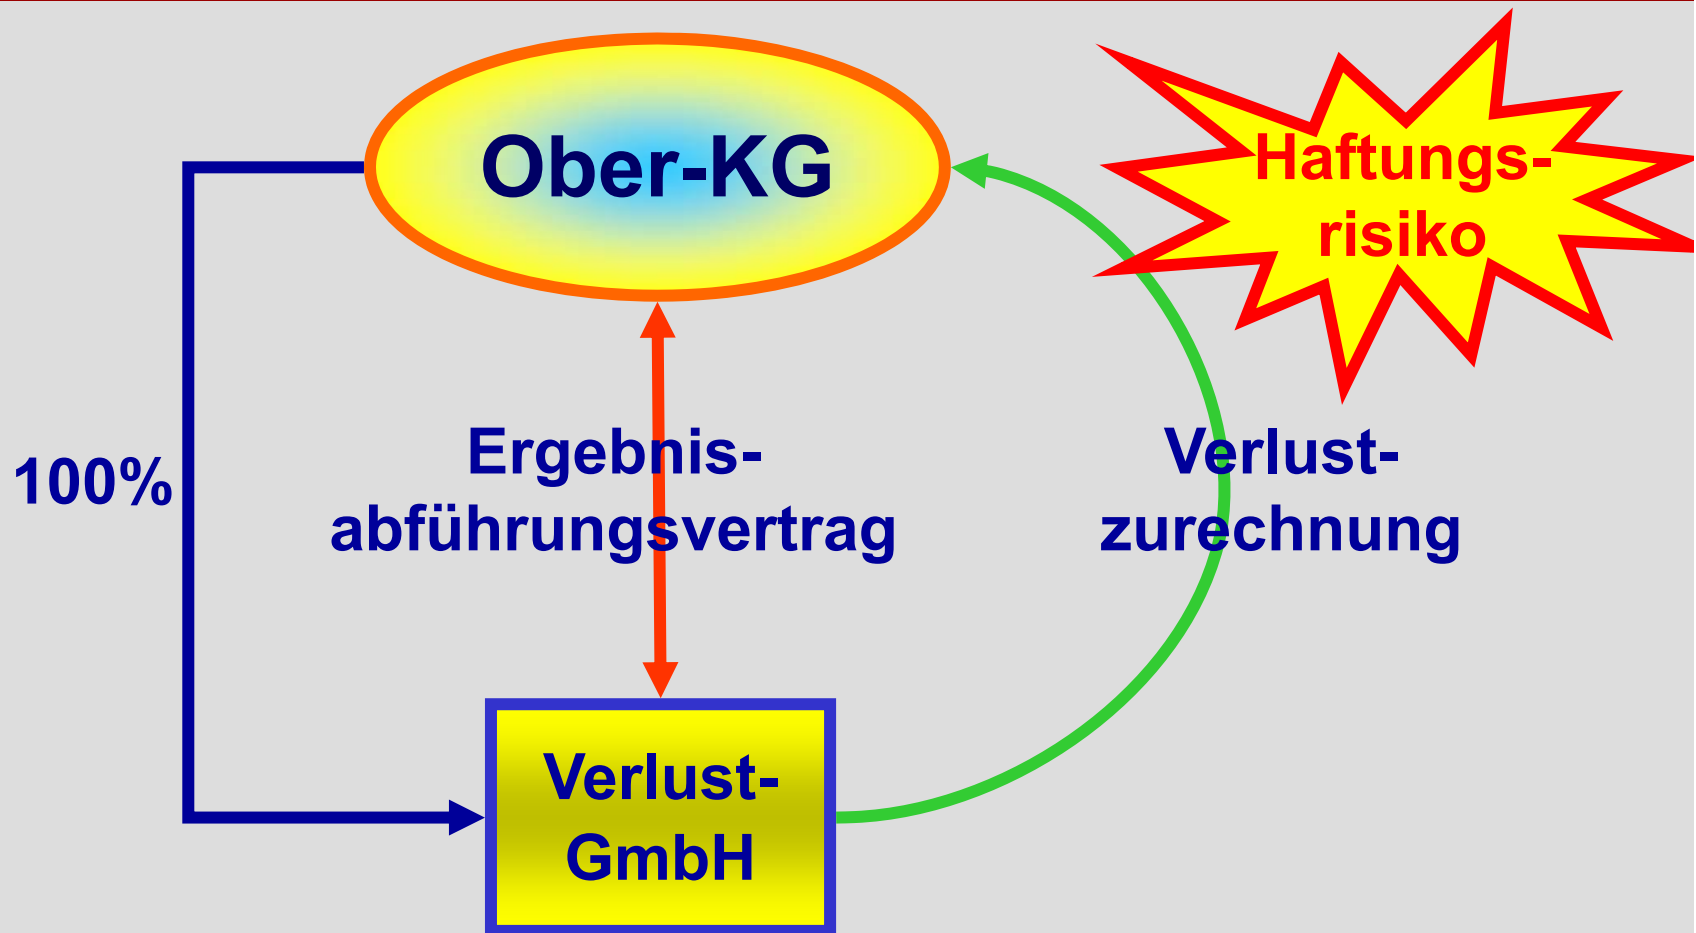 Ober-KG
Haftungs-
risiko
100%
Ergebnis-
abführungsvertrag
Verlust-
zurechnung
Verlust-
GmbH